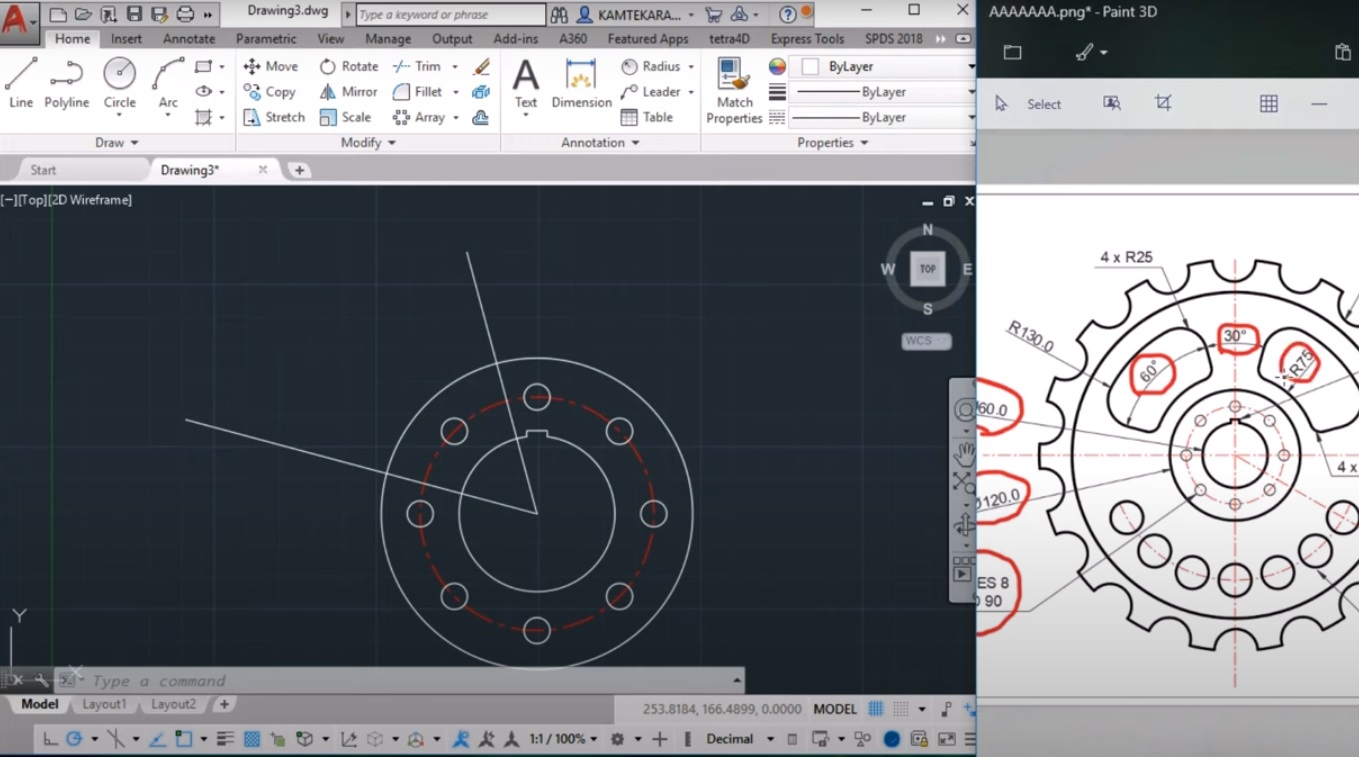 Drawing3.dwg
Type a keyword or phrase
KAMTEKARA...
AAAAAAA.png* - Paint 3D
Home Insert Annotate Parametric View Manage Output Add-ins A360 Featured Apps tetra4D Express Tools SPDS 2018
Line Polyline Circle Arc
Move Rotate Trim
Copy Mirror Fillet
Stretch Scale Array
Text Dimension
Radius
Leader
Table
Match
Properties
ByLayer
ByLayer
ByLayer
Draw Modify Annotation Properties
Select
Start Drawing3*
[−][Top][2D Wireframe]
N
W TOP E
S
WCS
4 x R25
R130.0
30°
60°
R75
60.0
120.0
4 x
ES 8
90
Y
X
Type a command
Model Layout1 Layout2 +
253.8184, 166.4899, 0.0000 MODEL
1:1 / 100% Decimal